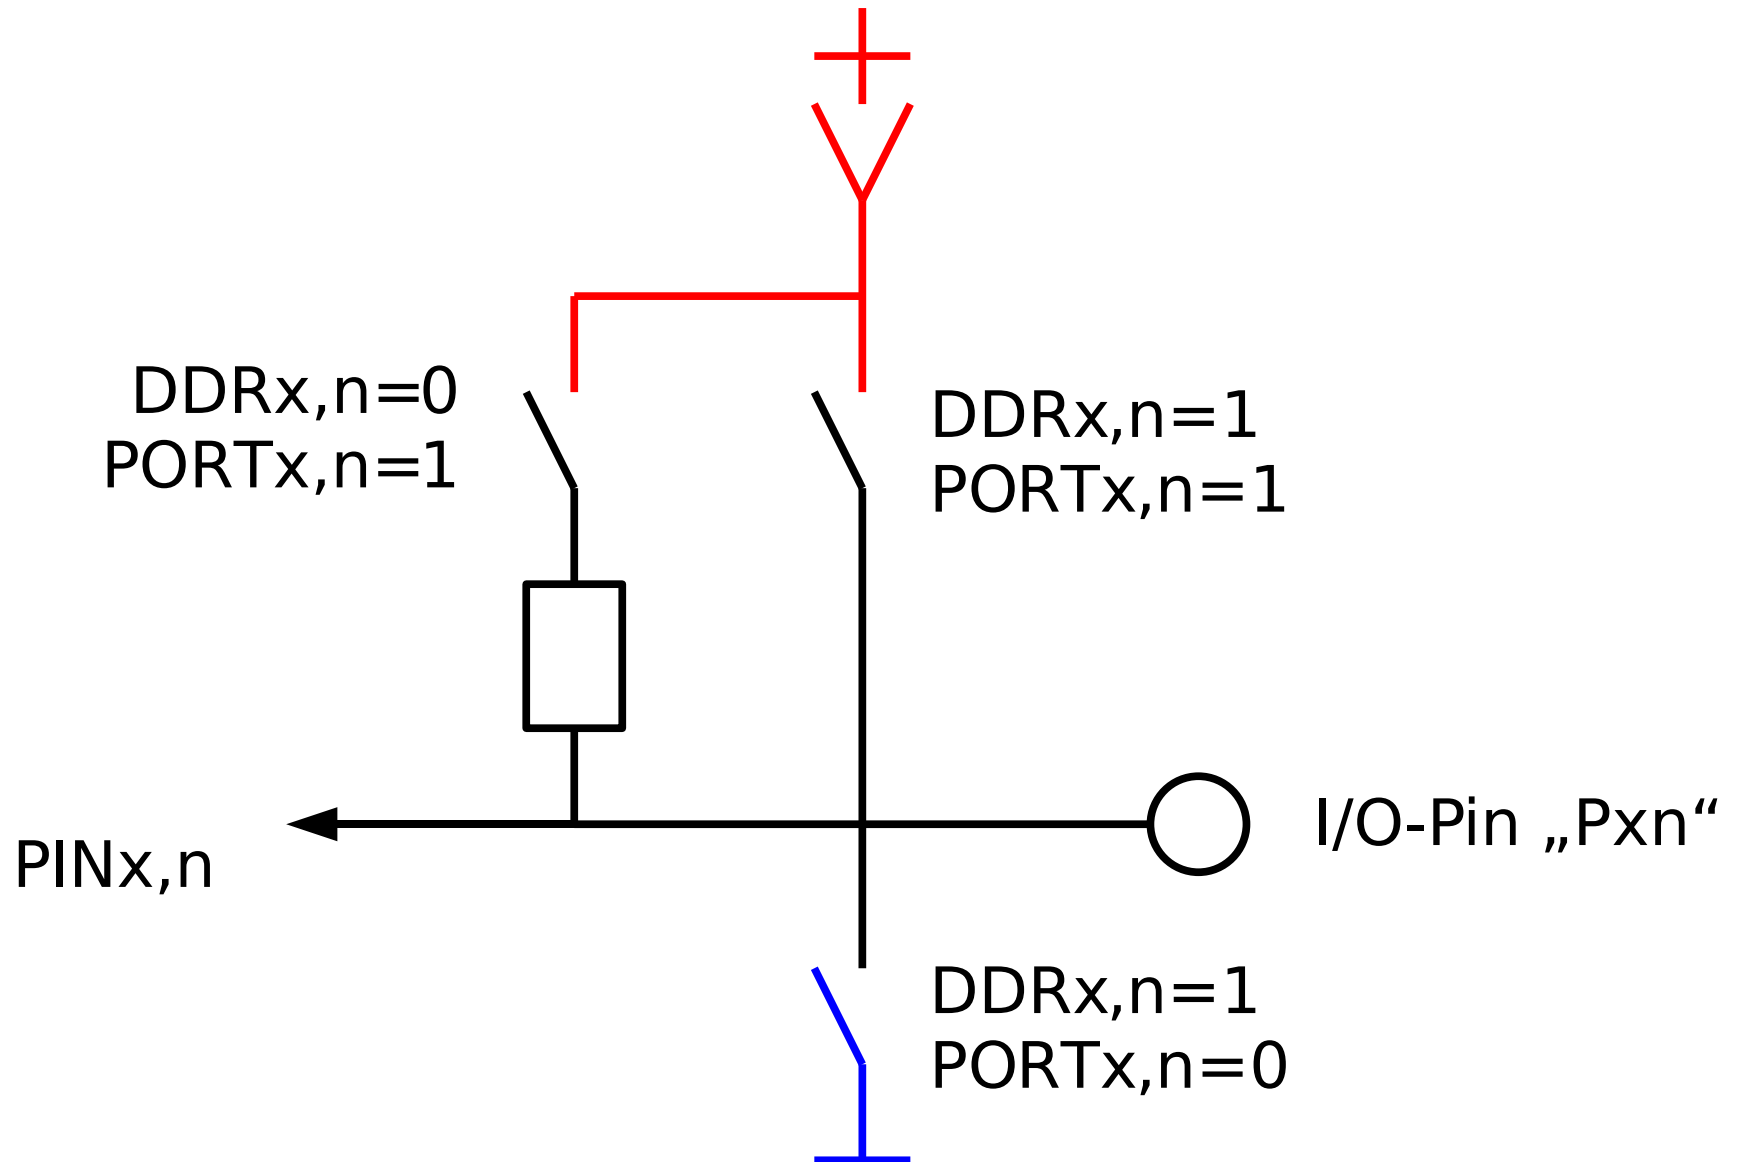 DDRx,n=0
PORTx,n=1
DDRx,n=1
PORTx,n=1
I/O-Pin „Pxn“
PINx,n
DDRx,n=1
PORTx,n=0